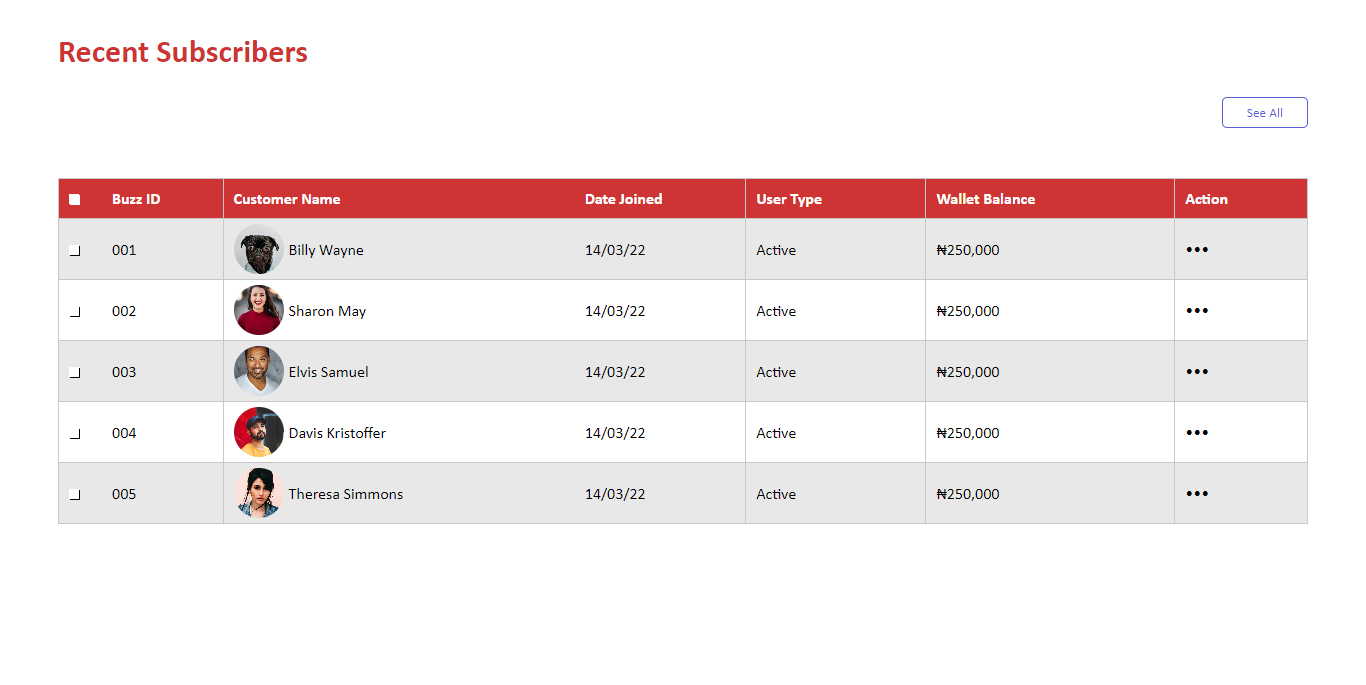 Recent Subscribers
See All
Buzz ID Customer Name Date Joined User Type Wallet Balance Action
001 Billy Wayne 14/03/22 Active ₦250,000 •••
002 Sharon May 14/03/22 Active ₦250,000 •••
003 Elvis Samuel 14/03/22 Active ₦250,000 •••
004 Davis Kristoffer 14/03/22 Active ₦250,000 •••
005 Theresa Simmons 14/03/22 Active ₦250,000 •••